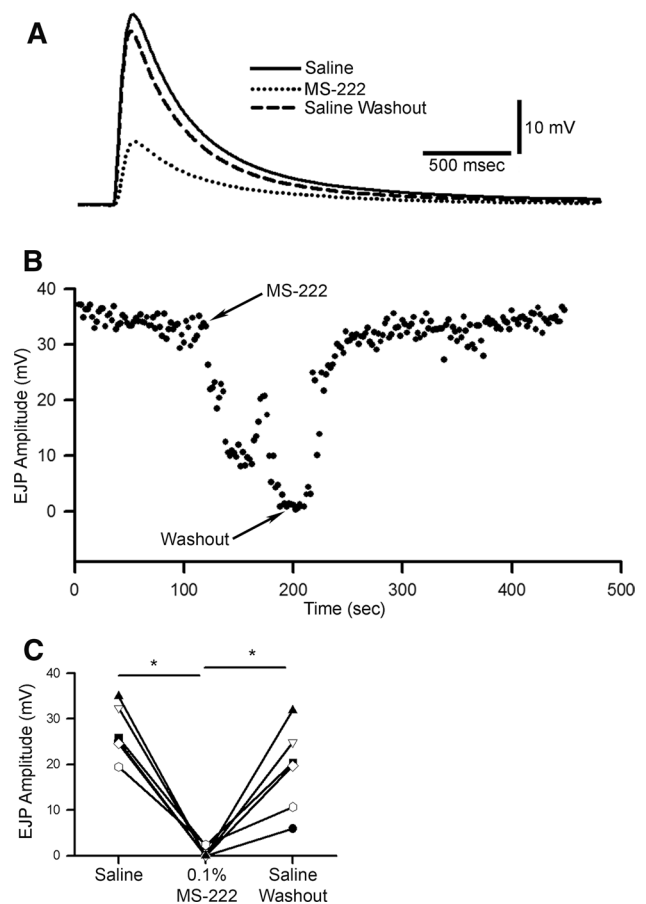 A
Saline
MS-222
Saline Washout
10 mV
500 msec
B
EJP Amplitude (mV)
40
30
20
10
0
MS-222
Washout
0
100
200
300
400
500
Time (sec)
C
EJP Amplitude (mV)
40
30
20
10
0
*
*
Saline
0.1%
MS-222
Saline
Washout